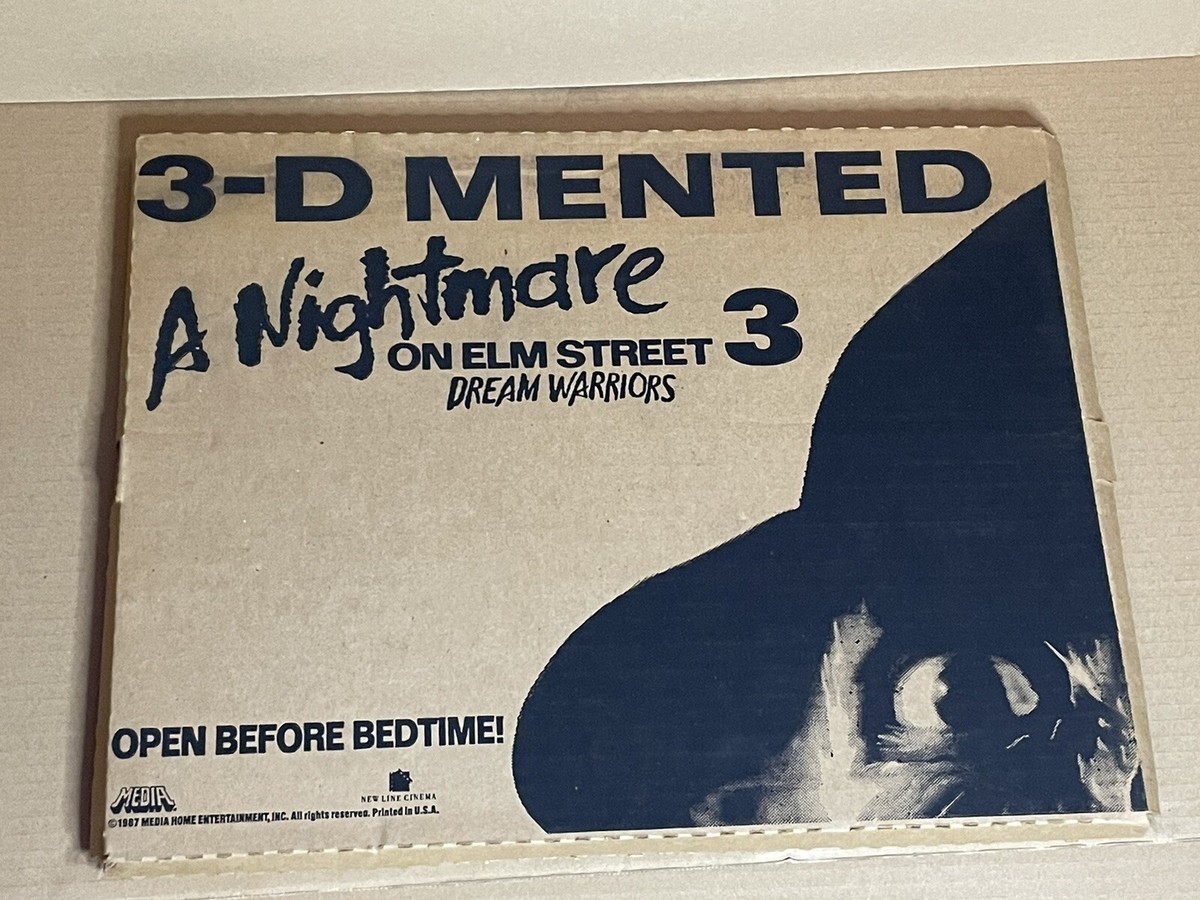 3-D MENTED
A Nightmare
ON ELM STREET 3
DREAM WARRIORS
OPEN BEFORE BEDTIME!
MEDIA
NEW LINE CINEMA
©1987 MEDIA HOME ENTERTAINMENT, INC. All rights reserved. Printed in U.S.A.